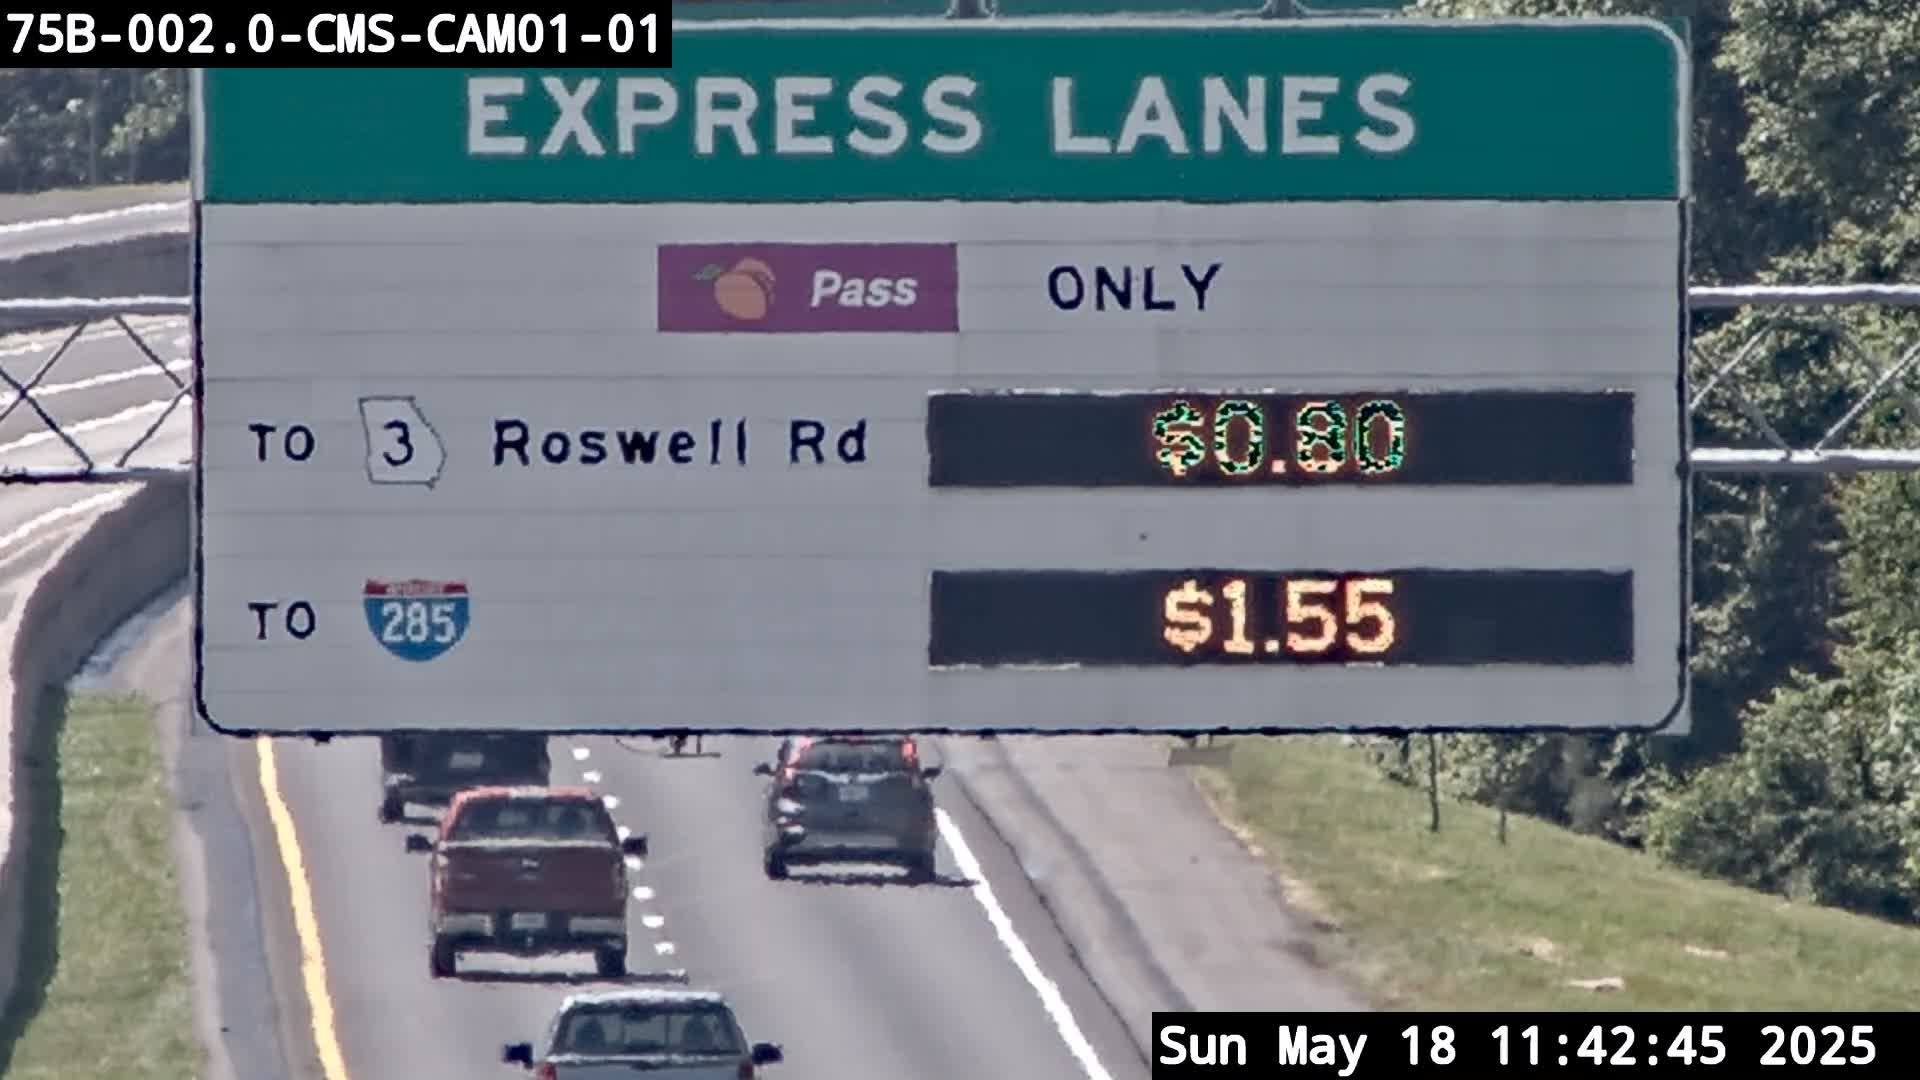 75B-002.0-CMS-CAM01-01
EXPRESS LANES
Pass ONLY
TO 3 Roswell Rd $0.80
TO 285 $1.55
Sun May 18 11:42:45 2025